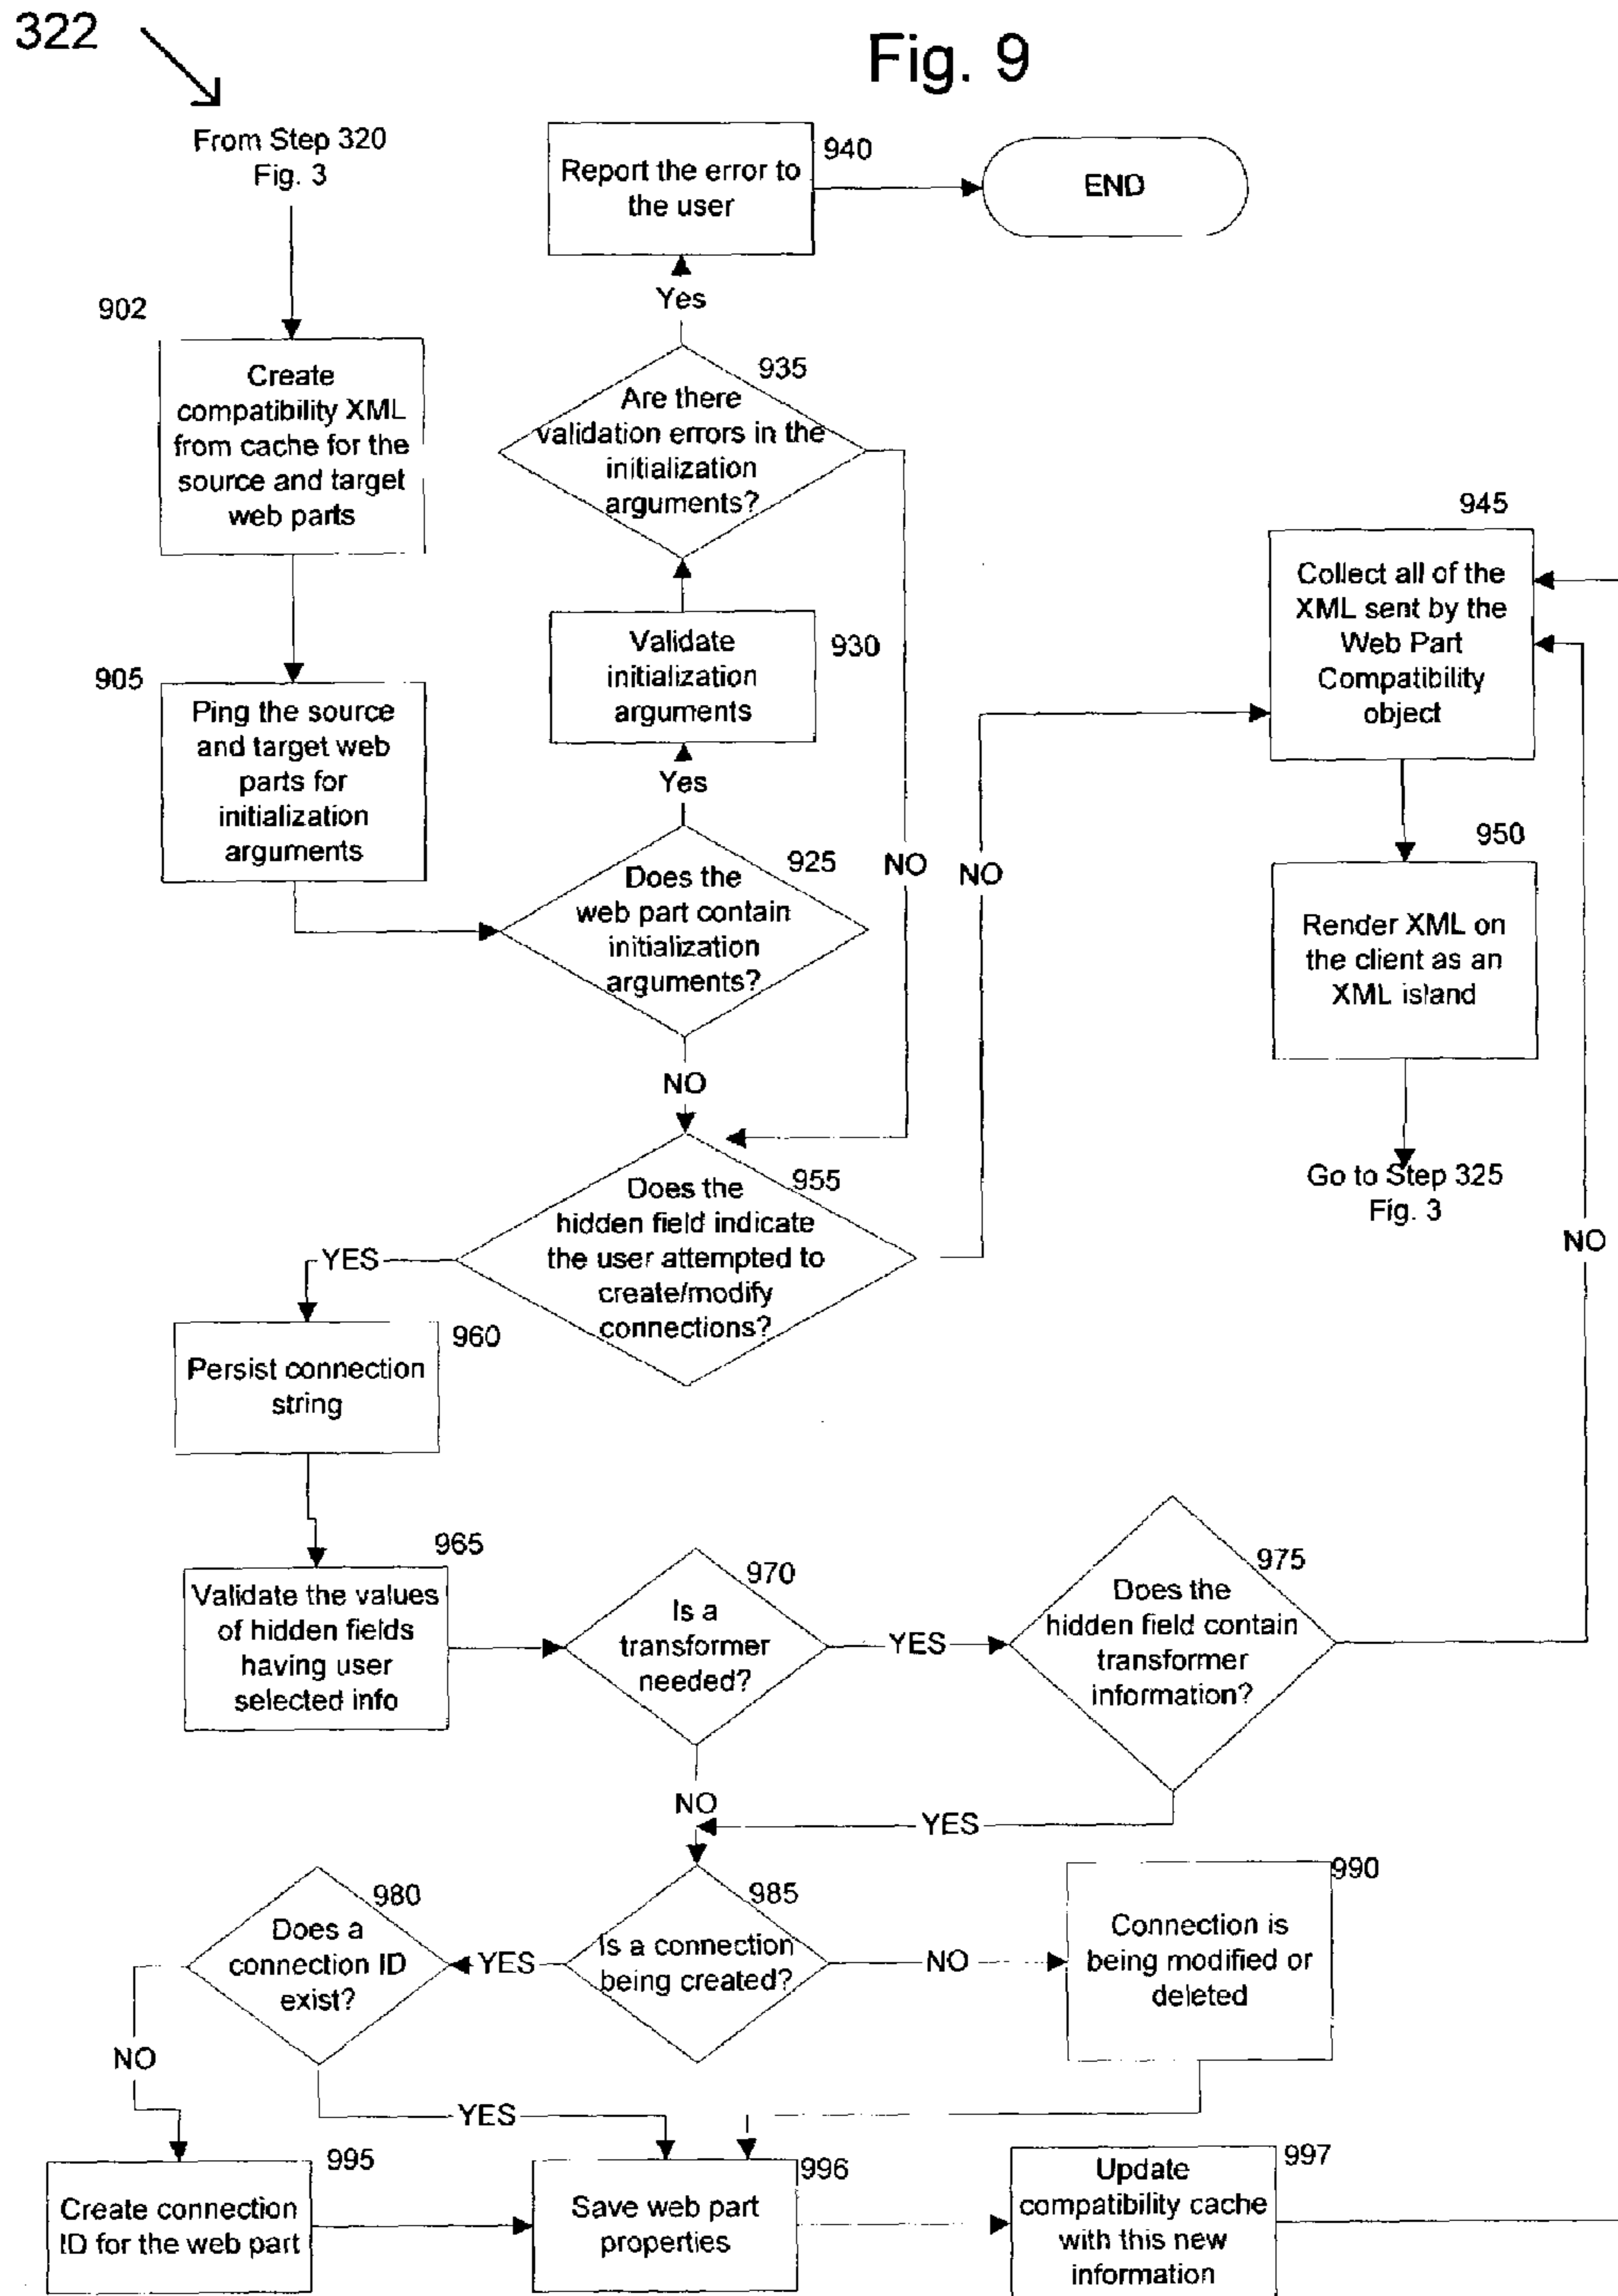 322
Fig. 9
From Step 320
Fig. 3
902
Create
compatibility XML
from cache for the
source and target
web parts
905
Ping the source
and target web
parts for
initialization
arguments
Report the error to
the user
940
END
Yes
935
Are there
validation errors in the
initialization
arguments?
NO
Validate
initialization
arguments
930
Yes
925
Does the
web part contain
initialization
arguments?
NO
NO
945
Collect all of the
XML sent by the
Web Part
Compatibility
object
950
Render XML on
the client as an
XML island
Go to Step 325
Fig. 3
NO
955
Does the
hidden field indicate
the user attempted to
create/modify
connections?
YES
960
Persist connection
string
965
Validate the values
of hidden fields
having user
selected info
970
Is a
transformer
needed?
YES
975
Does the
hidden field contain
transformer
information?
NO
YES
980
Does a
connection ID
exist?
YES
985
Is a connection
being created?
NO
990
Connection is
being modified or
deleted
NO
YES
995
Create connection
ID for the web part
996
Save web part
properties
997
Update
compatibility cache
with this new
information